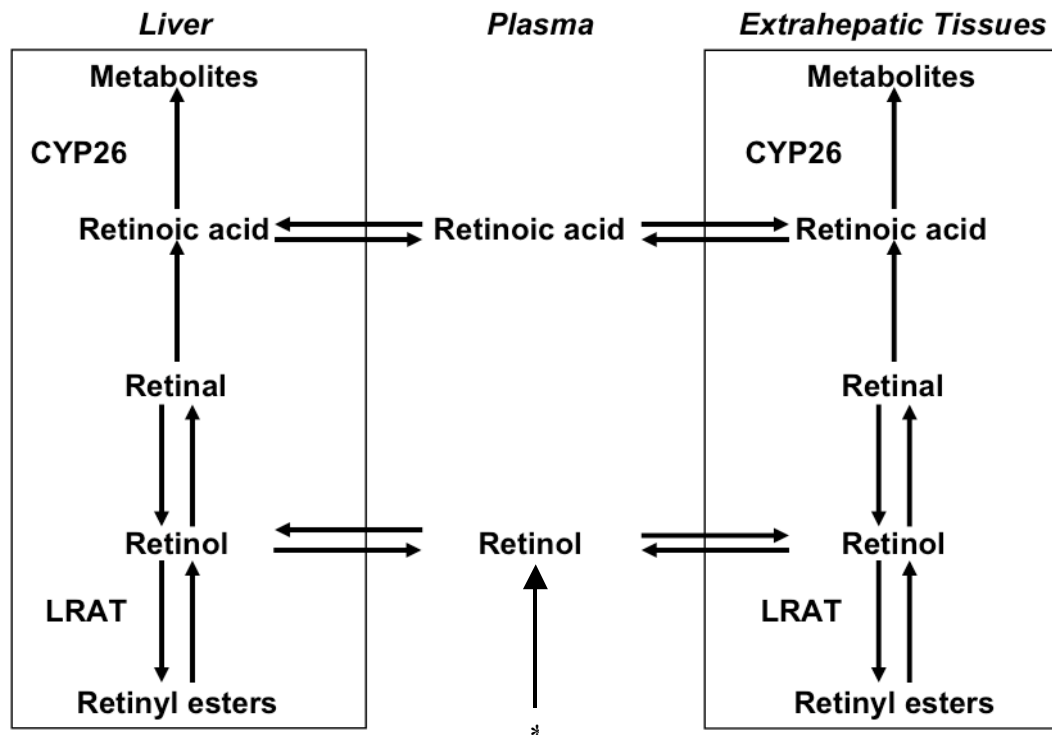 Liver Plasma Extrahepatic Tissues
Metabolites Metabolites
CYP26 CYP26
Retinoic acid Retinoic acid Retinoic acid
Retinal Retinal
Retinol Retinol Retinol
LRAT LRAT
Retinyl esters Retinyl esters
*